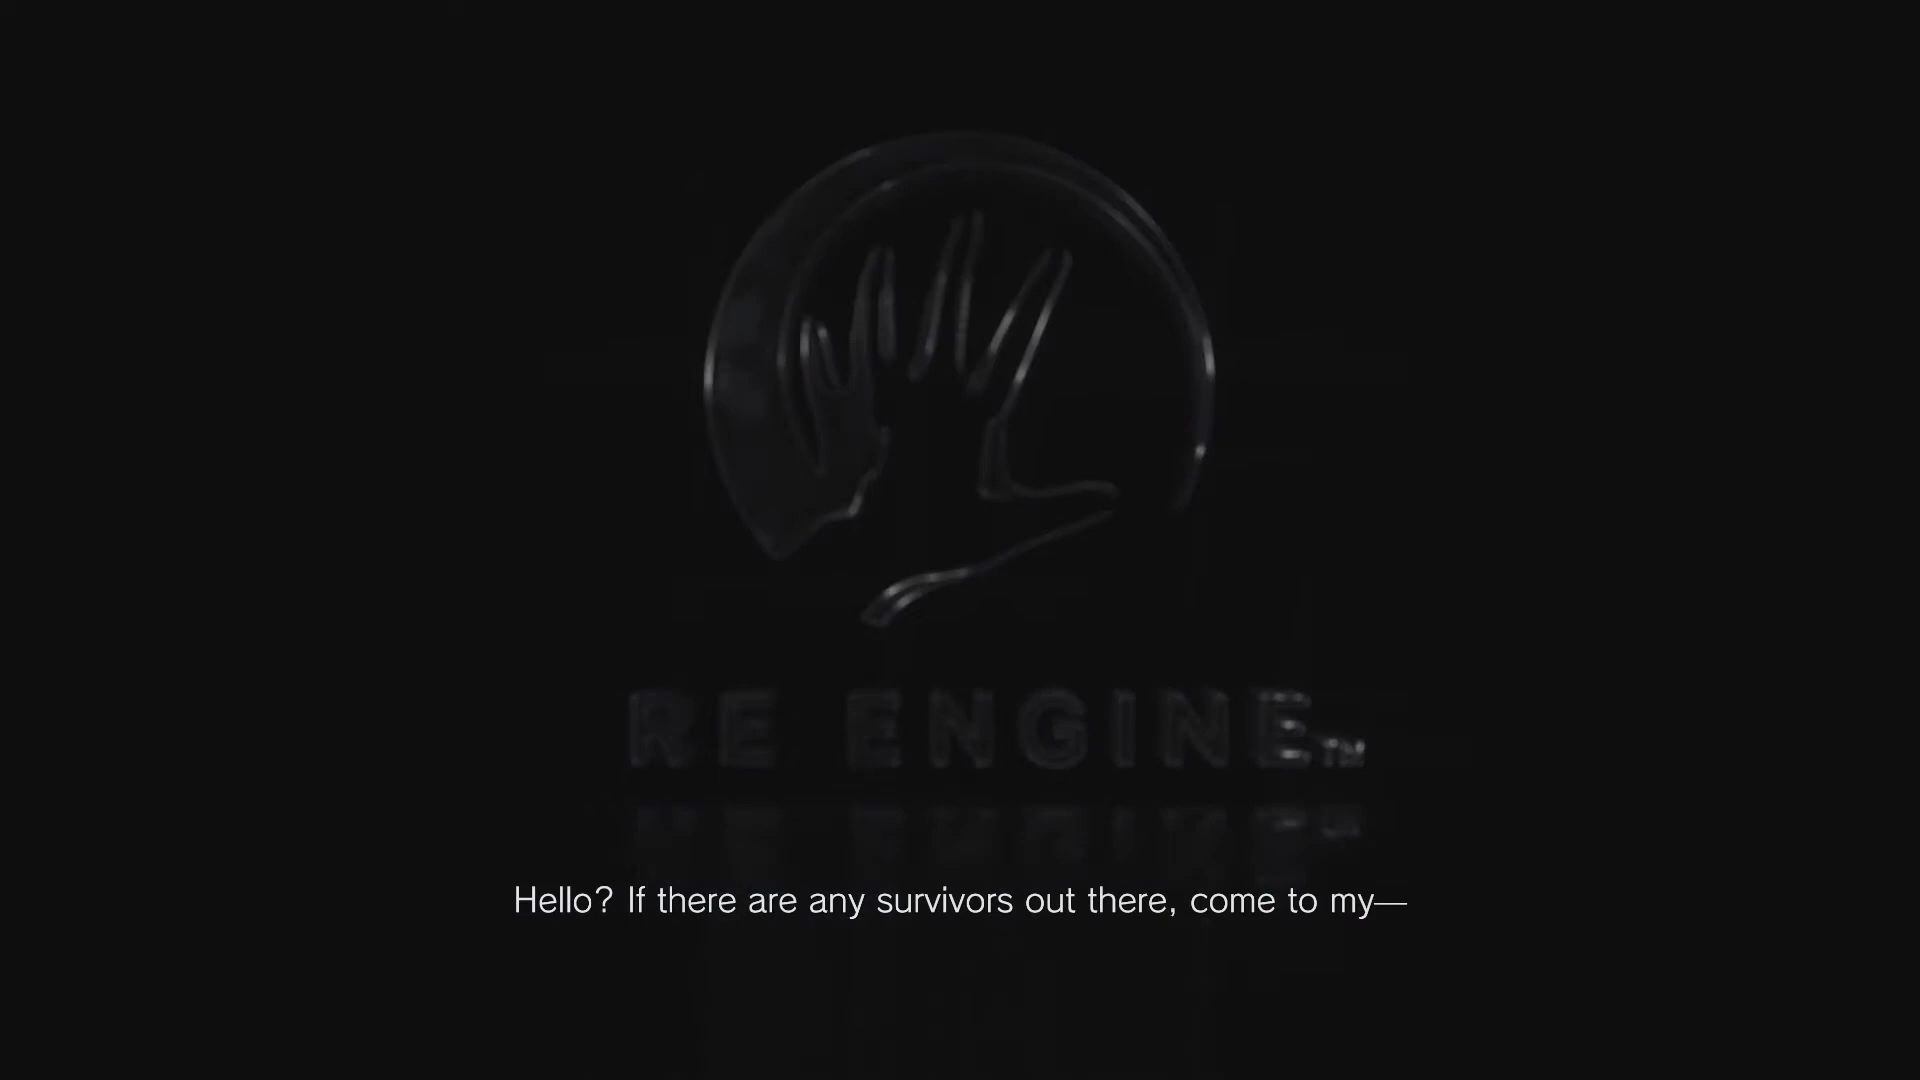 RE ENGINE™
Hello? If there are any survivors out there, come to my—